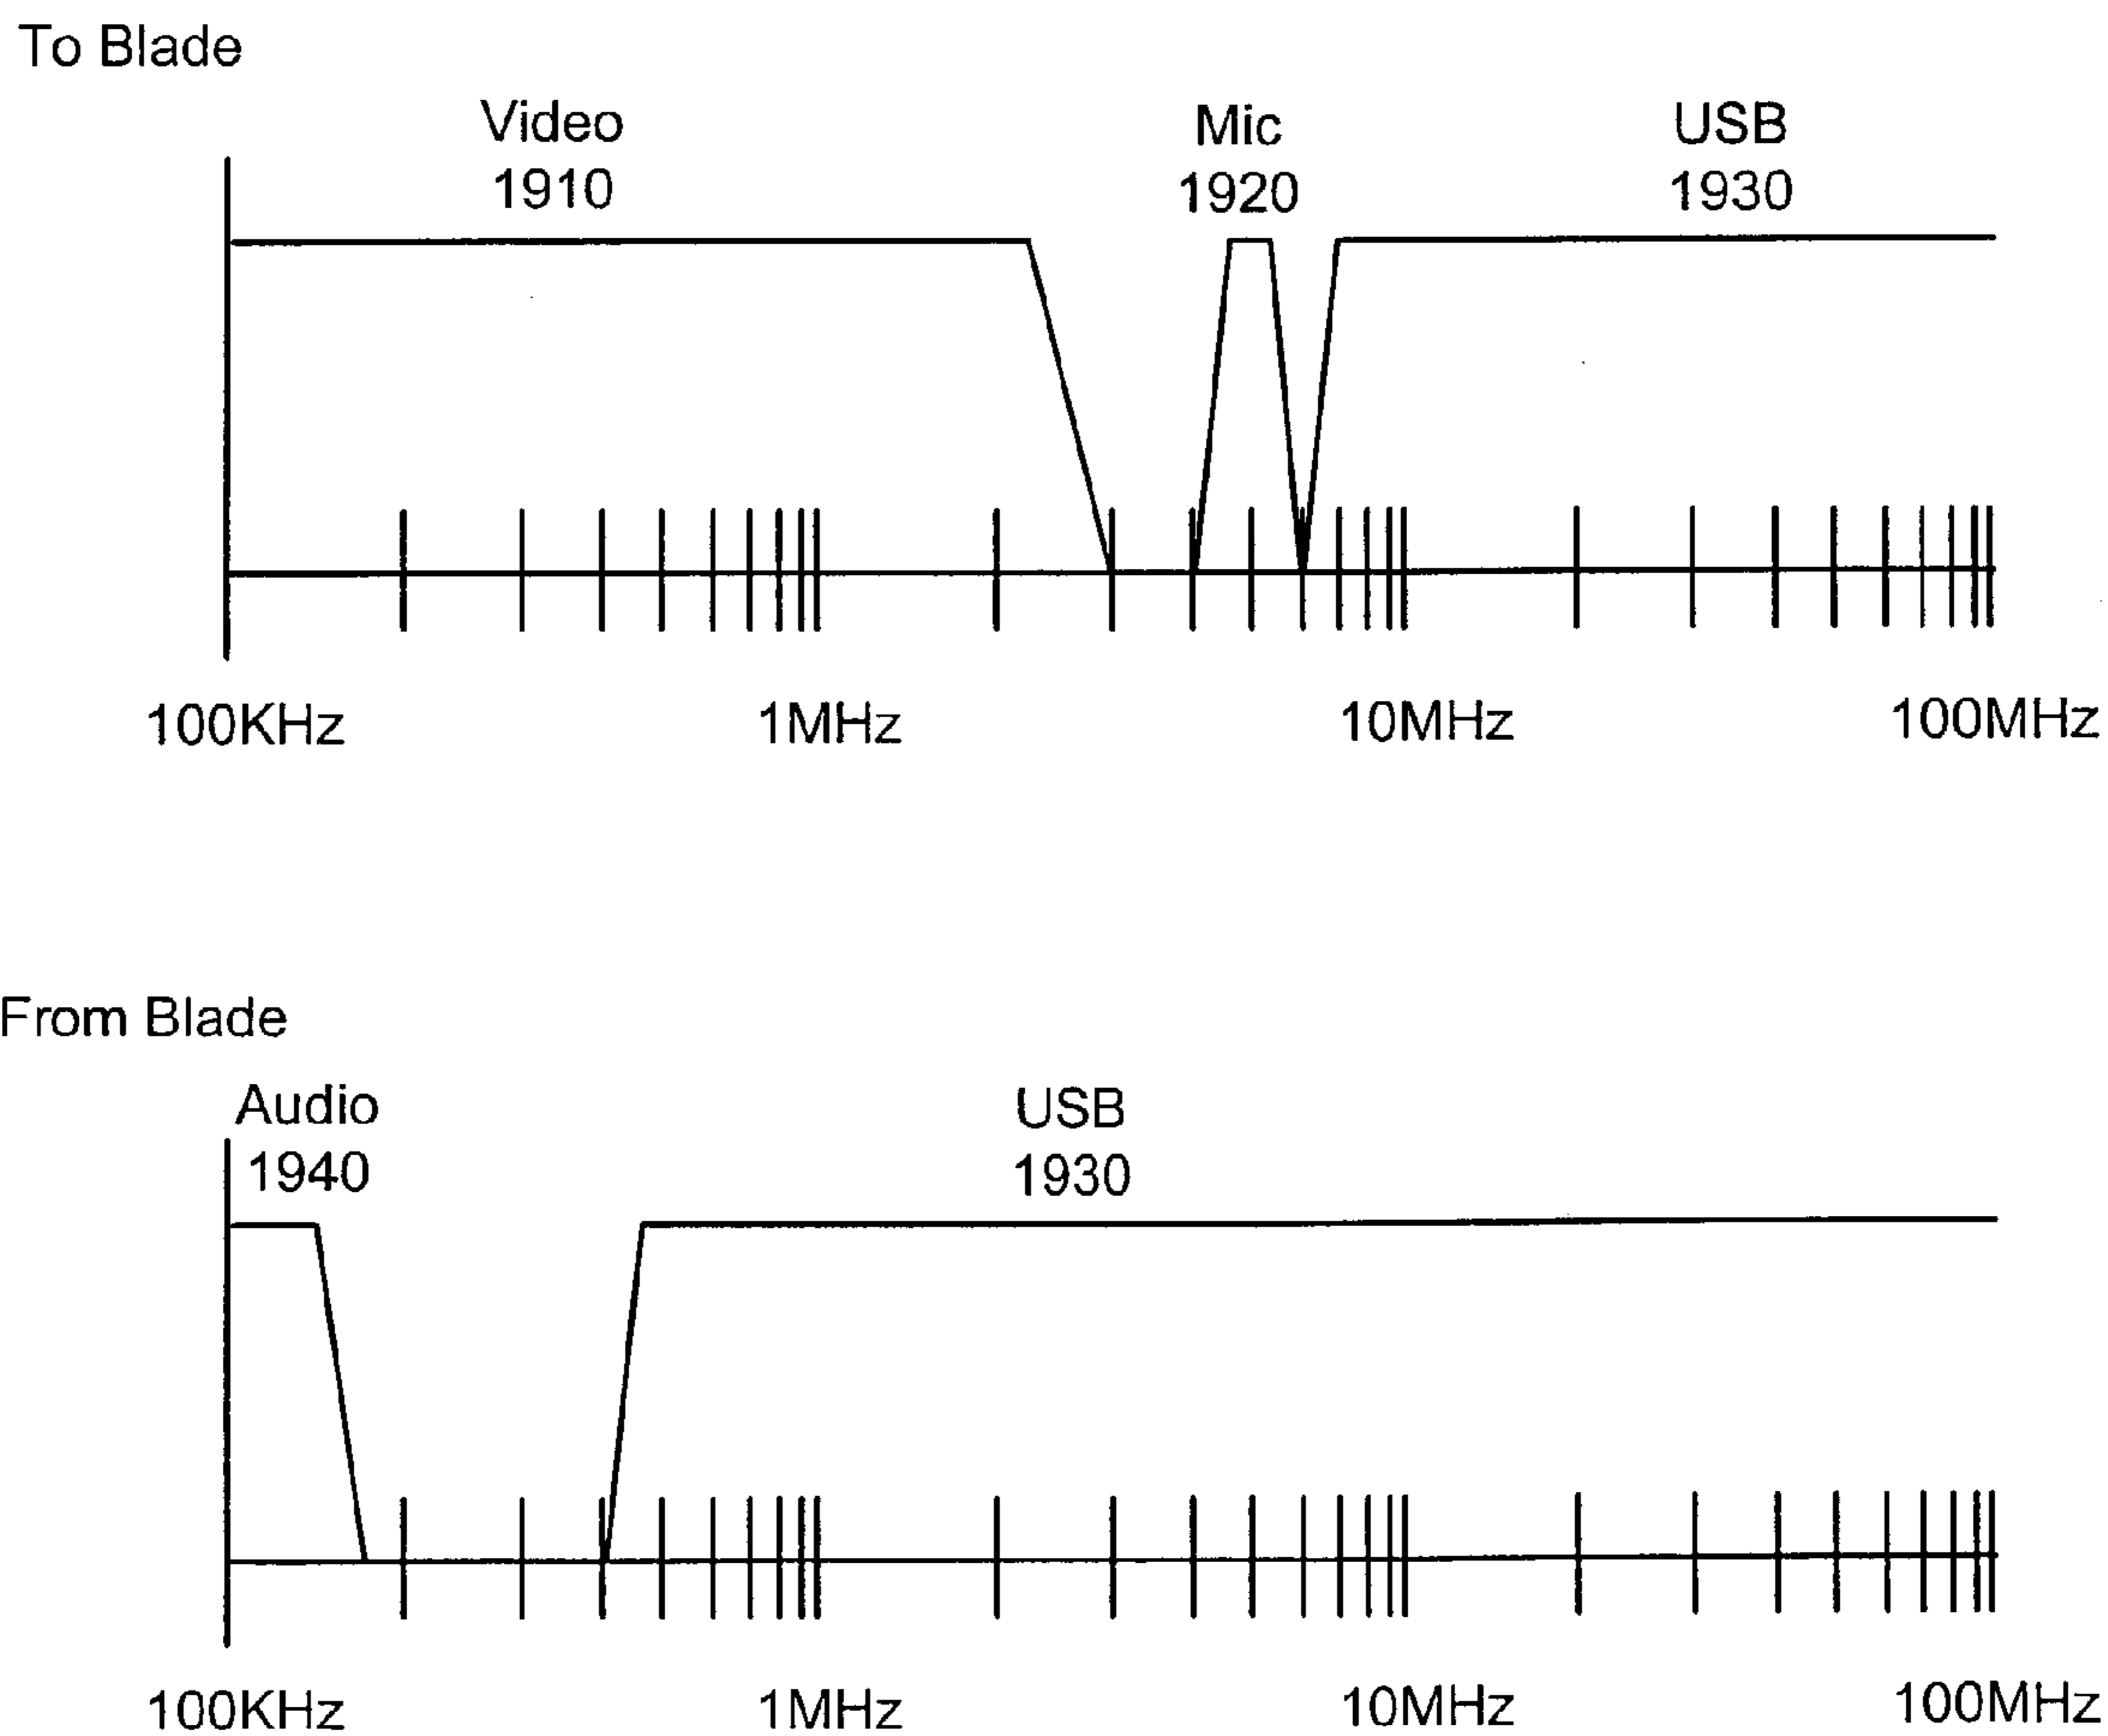 To Blade
Video
1910
Mic
1920
USB
1930
100KHz
1MHz
10MHz
100MHz
From Blade
Audio
1940
USB
1930
100KHz
1MHz
10MHz
100MHz